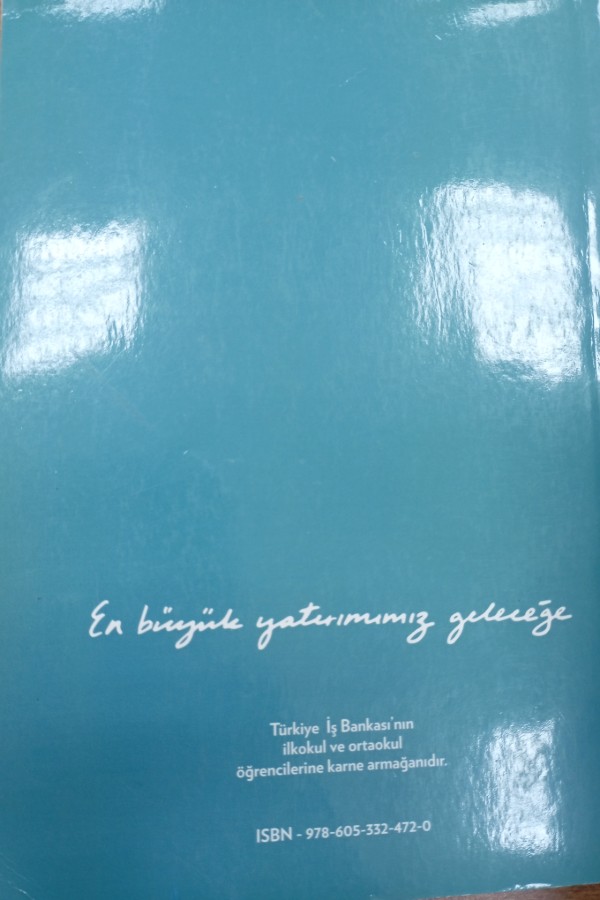 En büyük yatırımımız geleceğe
Türkiye İş Bankası'nın
ilkokul ve ortaokul
öğrencilerine karne armağanıdır.
ISBN - 978-605-332-472-0